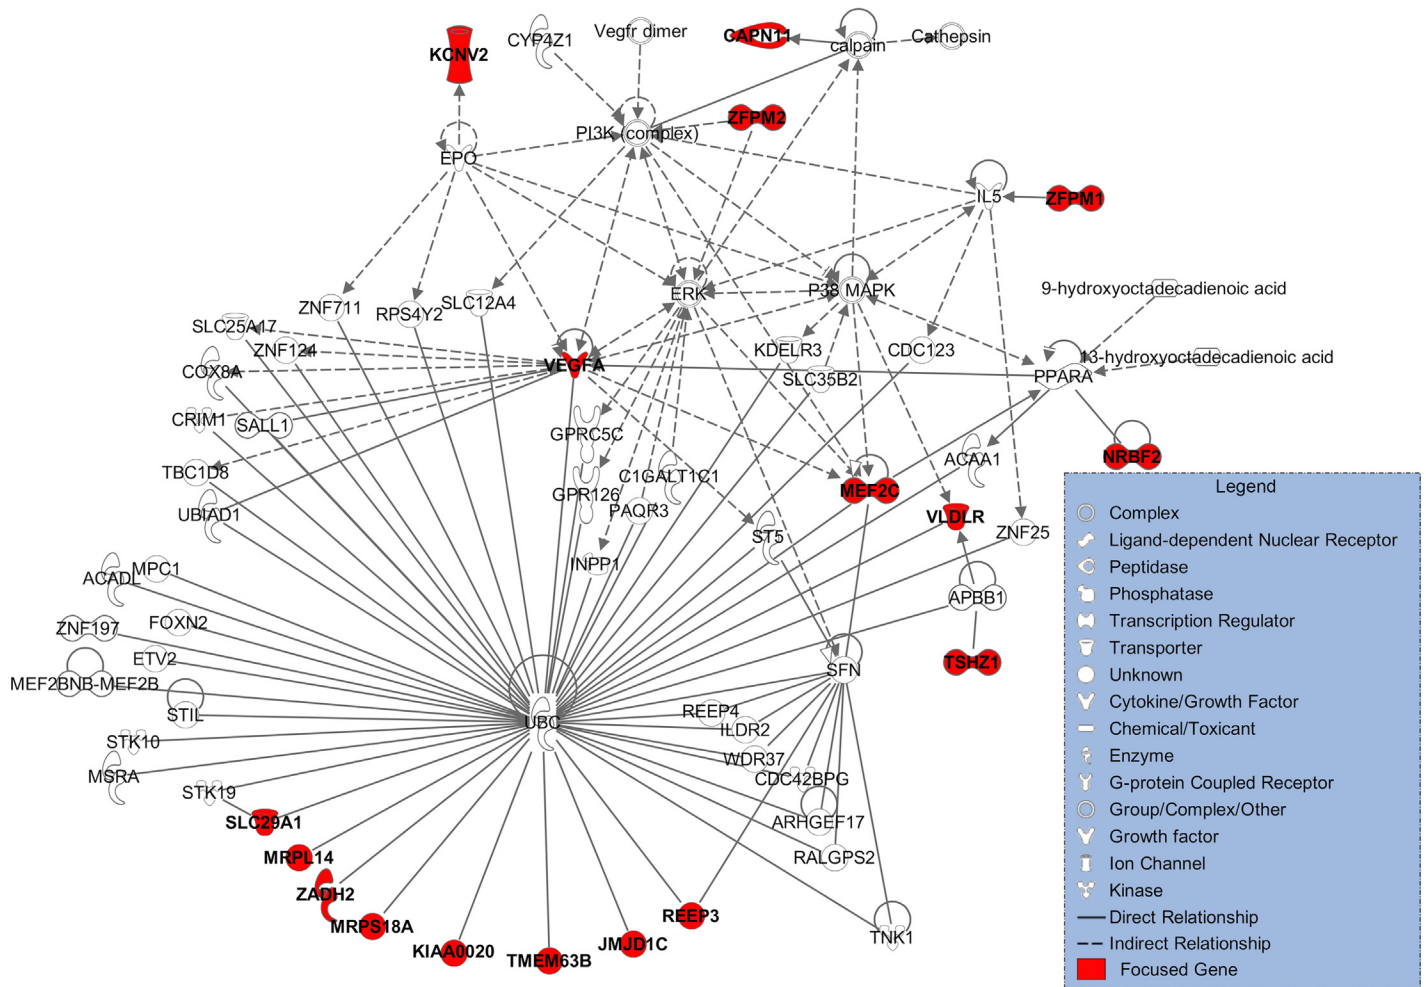 KCNV2
CYP4Z1
Vegfr dimer
CAPN11
calpain
Cathepsin
ZFPM2
PI3K (complex)
EPO
IL5
ZFPM1
ERK
P38 MAPK
9-hydroxyoctadecadienoic acid
ZNF711
RPS4Y2
SLC12A4
SLC25A17
ZNF124
KDELR3
CDC123
13-hydroxyoctadecadienoic acid
COX8A
VEGFA
SLC35B2
PPARA
CRIM1
SALL1
GPRC5C
NRBF2
ACAA1
TBC1D8
C1GALT1C1
GPR126
MEF2C
UBIAD1
PAQR3
VLDLR
ST5
ZNF25
INPP1
MPC1
ACADL
APBB1
FOXN2
ZNF197
ETV2
TSHZ1
SFN
MEF2BNB-MEF2B
STIL
REEP4
UBC
ILDR2
STK10
WDR37
MSRA
CDC42BPG
STK19
SLC29A1
ARHGEF17
MRPL14
RALGPS2
ZADH2
MRPS18A
REEP3
KIAA0020
JMJD1C
TMEM63B
TNK1
Legend
Complex
Ligand-dependent Nuclear Receptor
Peptidase
Phosphatase
Transcription Regulator
Transporter
Unknown
Cytokine/Growth Factor
Chemical/Toxicant
Enzyme
G-protein Coupled Receptor
Group/Complex/Other
Growth factor
Ion Channel
Kinase
Direct Relationship
Indirect Relationship
Focused Gene